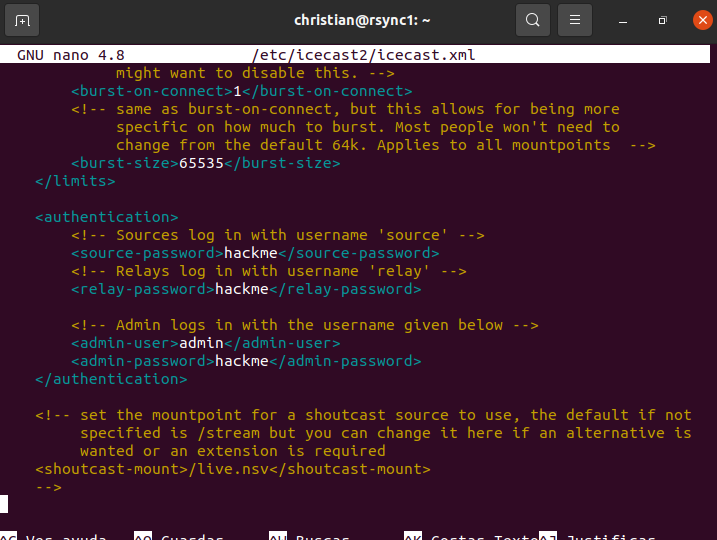 christian@rsync1: ~
GNU nano 4.8 /etc/icecast2/icecast.xml
might want to disable this. -->
<burst-on-connect>1</burst-on-connect>
<!-- same as burst-on-connect, but this allows for being more
specific on how much to burst. Most people won't need to
change from the default 64k. Applies to all mountpoints -->
<burst-size>65535</burst-size>
</limits>
<authentication>
<!-- Sources log in with username 'source' -->
<source-password>hackme</source-password>
<!-- Relays log in with username 'relay' -->
<relay-password>hackme</relay-password>
<!-- Admin logs in with the username given below -->
<admin-user>admin</admin-user>
<admin-password>hackme</admin-password>
</authentication>
<!-- set the mountpoint for a shoutcast source to use, the default if not
specified is /stream but you can change it here if an alternative is
wanted or an extension is required
<shoutcast-mount>/live.nsv</shoutcast-mount>
-->
^G Ver ayuda ^O Guardar ^W Buscar ^K Cortar Texto ^J Justificar